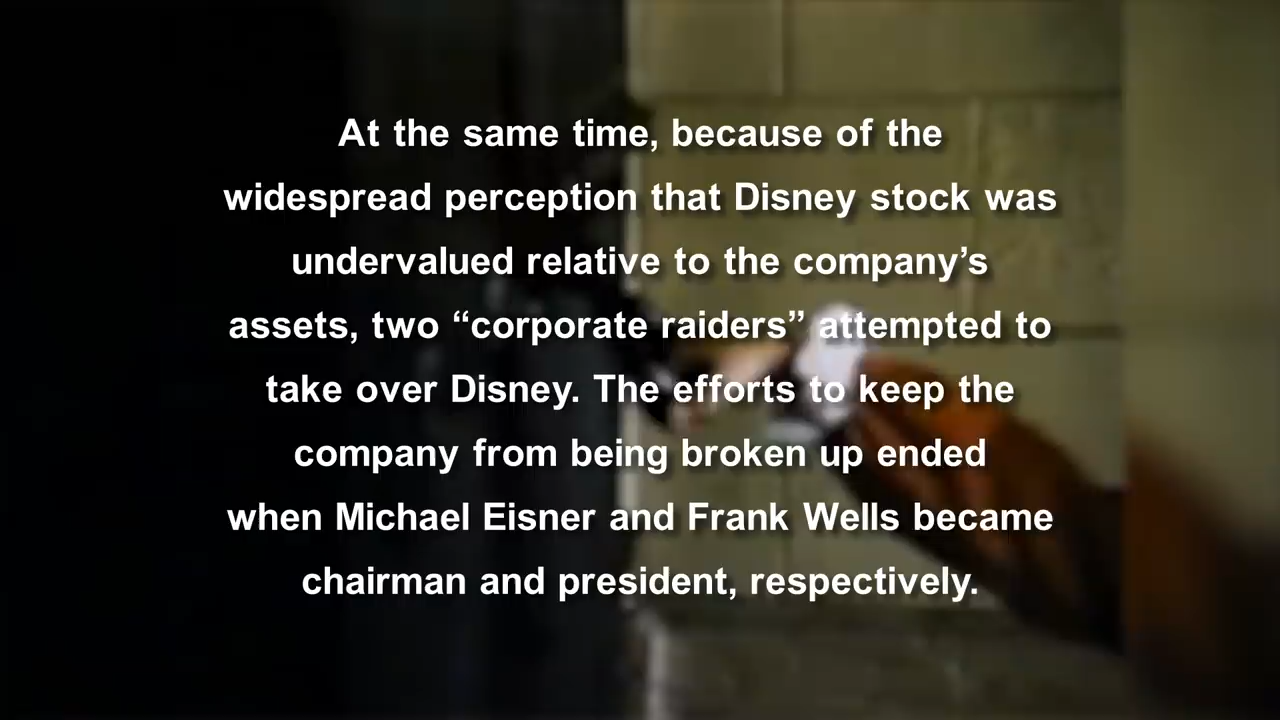 At the same time, because of the
widespread perception that Disney stock was
undervalued relative to the company’s
assets, two “corporate raiders” attempted to
take over Disney. The efforts to keep the
company from being broken up ended
when Michael Eisner and Frank Wells became
chairman and president, respectively.